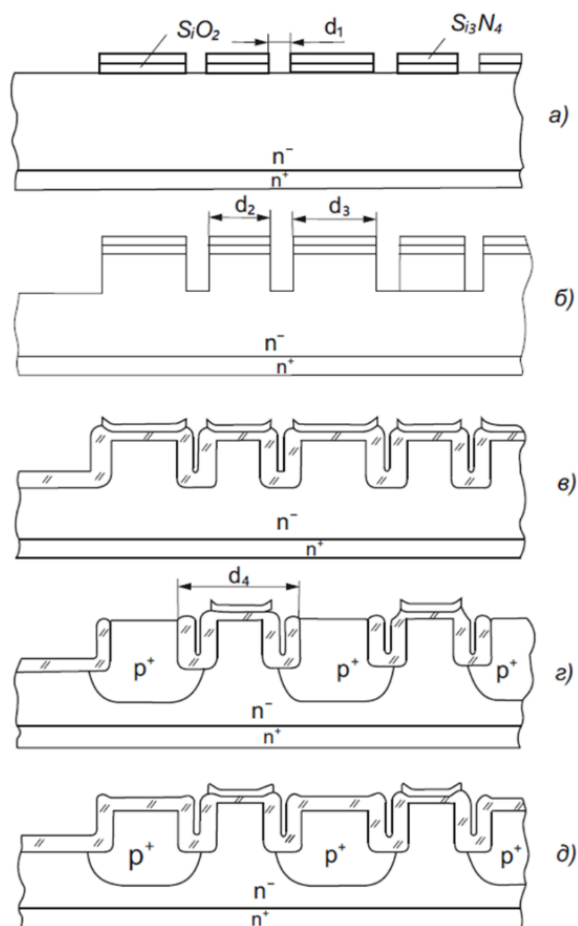 SiO₂ d₁ Si₃N₄
n⁻
n⁺
а)
d₂ d₃
n⁻
n⁺
б)
n⁻
n⁺
в)
d₄
p⁺ p⁺ p⁺
n⁻
n⁺
г)
p⁺ p⁺ p⁺
n⁻
n⁺
д)